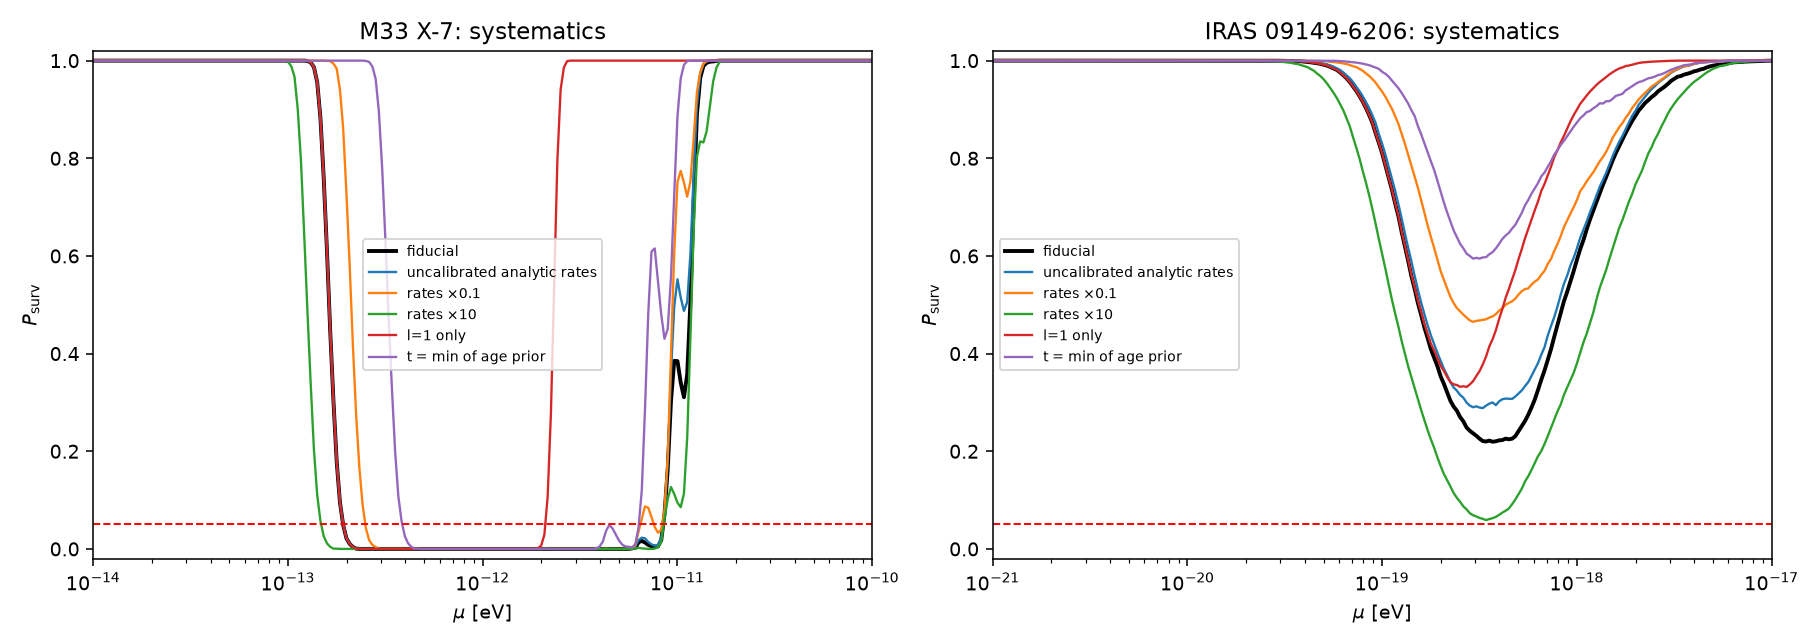 M33 X-7: systematics
1.0
0.8
0.6
0.4
0.2
0.0
P_surv
fiducial
uncalibrated analytic rates
rates ×0.1
rates ×10
l=1 only
t = min of age prior
10⁻¹⁴
10⁻¹³
10⁻¹²
10⁻¹¹
10⁻¹⁰
μ [eV]
IRAS 09149-6206: systematics
1.0
0.8
0.6
0.4
0.2
0.0
P_surv
fiducial
uncalibrated analytic rates
rates ×0.1
rates ×10
l=1 only
t = min of age prior
10⁻²¹
10⁻²⁰
10⁻¹⁹
10⁻¹⁸
10⁻¹⁷
μ [eV]